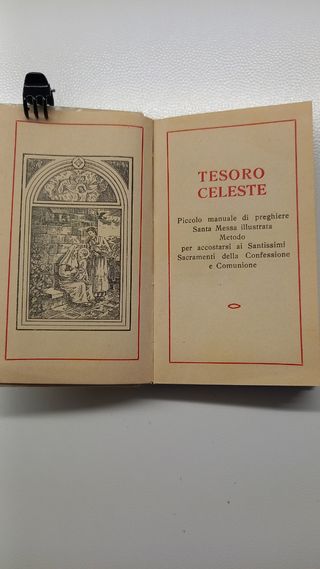 TESORO
CELESTE
Piccolo manuale di preghiere
Santa Messa illustrata
Metodo
per accostarsi ai Santissimi
Sacramenti della Confessione
e Comunione